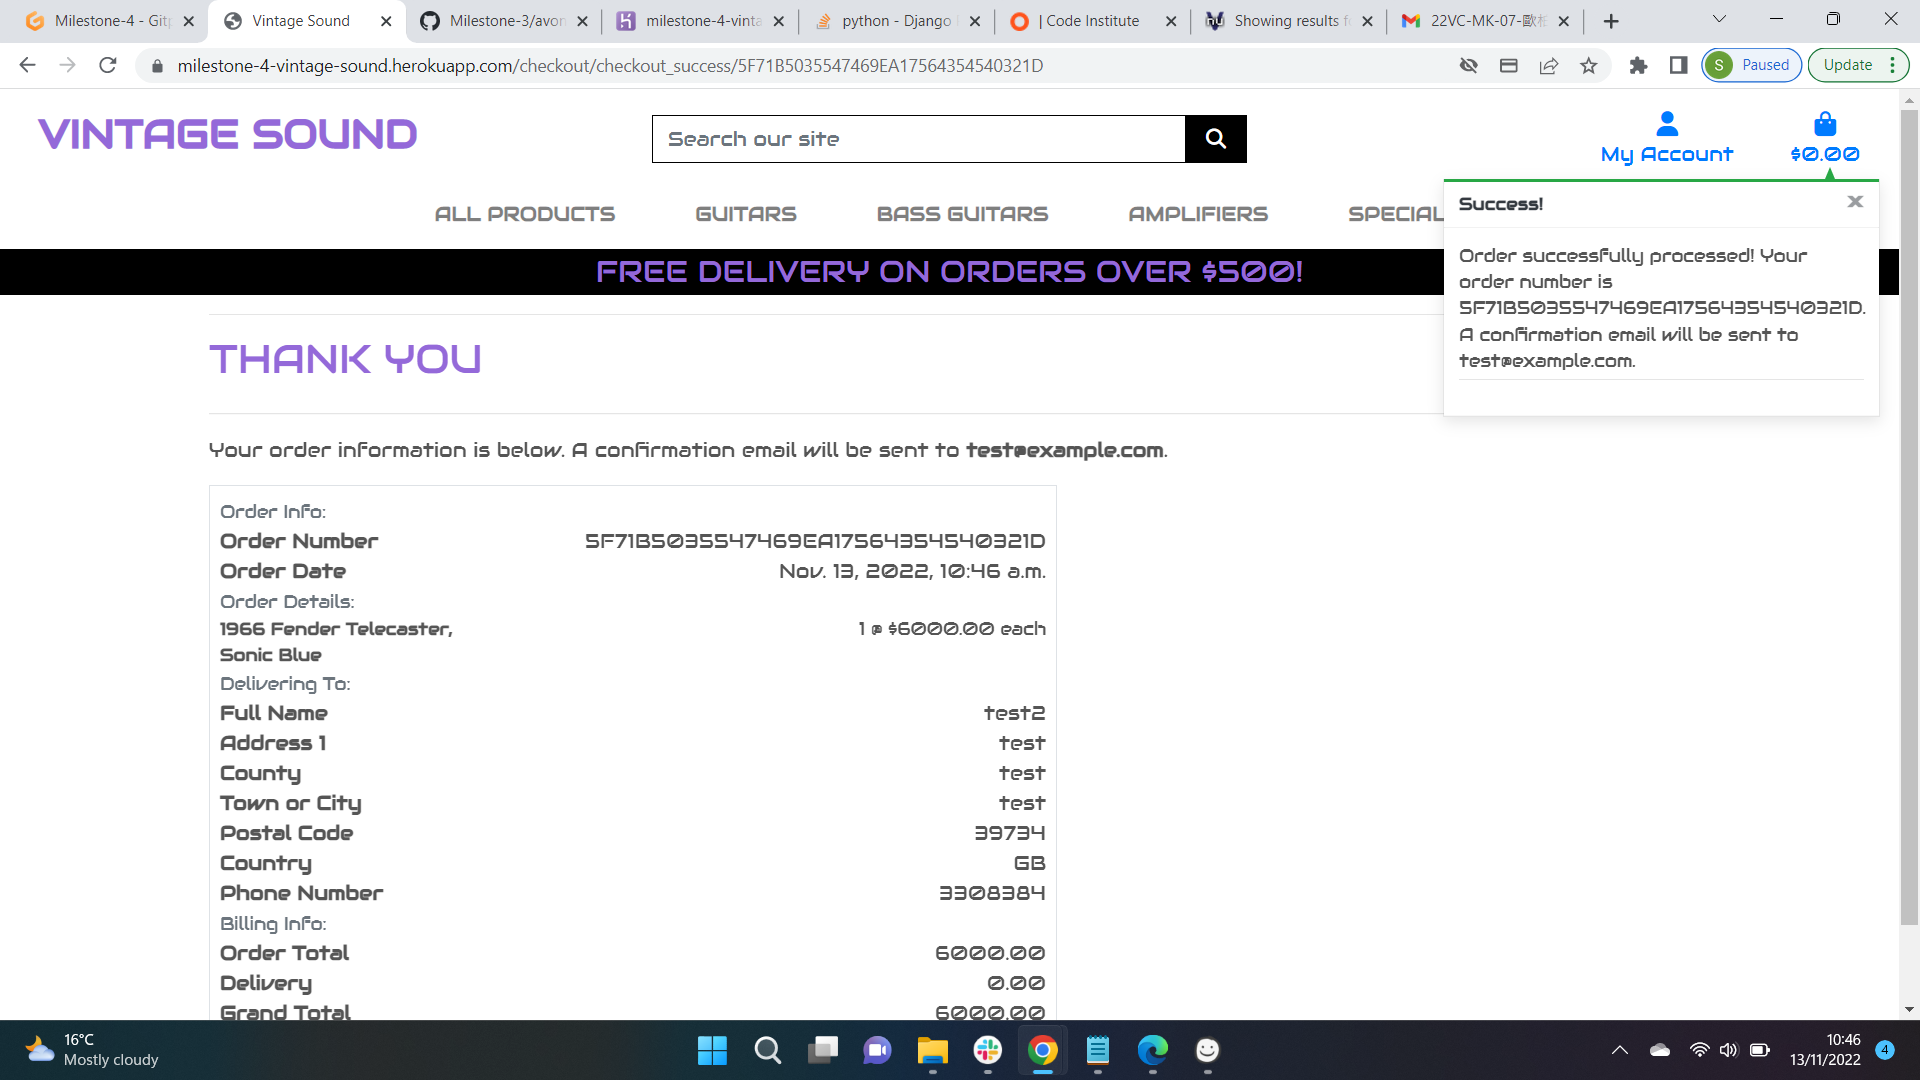 Milestone-4 - Git
Vintage Sound
Milestone-3/avon
milestone-4-vinta
python - Django
| Code Institute
Showing results f
22VC-MK-07-歐
milestone-4-vintage-sound.herokuapp.com/checkout/checkout_success/5F71B5035547469EA17564354540321D
S Paused
Update
VINTAGE SOUND
Search our site
My Account
$0.00
ALL PRODUCTS GUITARS BASS GUITARS AMPLIFIERS SPECIAL
FREE DELIVERY ON ORDERS OVER $500!
Success!
Order successfully processed! Your
order number is
5F71B5035547469EA17564354540321D.
A confirmation email will be sent to
test@example.com.
THANK YOU
Your order information is below. A confirmation email will be sent to test@example.com.
Order Info:
Order Number 5F71B5035547469EA17564354540321D
Order Date Nov. 13, 2022, 10:46 a.m.
Order Details:
1966 Fender Telecaster, 1 @ $6000.00 each
Sonic Blue
Delivering To:
Full Name test2
Address 1 test
County test
Town or City test
Postal Code 39734
Country GB
Phone Number 3308384
Billing Info:
Order Total 6000.00
Delivery 0.00
Grand Total 6000.00
16°C
Mostly cloudy
10:46
13/11/2022
4